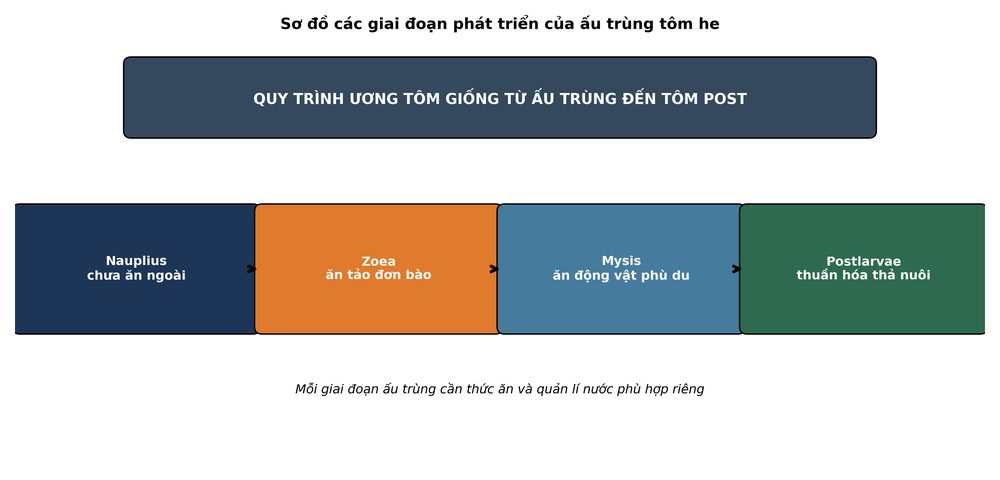 Sơ đồ các giai đoạn phát triển của ấu trùng tôm he
QUY TRÌNH ƯƠNG TÔM GIỐNG TỪ ẤU TRÙNG ĐẾN TÔM POST
Nauplius
chưa ăn ngoài
Zoea
ăn tảo đơn bào
Mysis
ăn động vật phù du
Postlarvae
thuần hóa thả nuôi
Mỗi giai đoạn ấu trùng cần thức ăn và quản lí nước phù hợp riêng